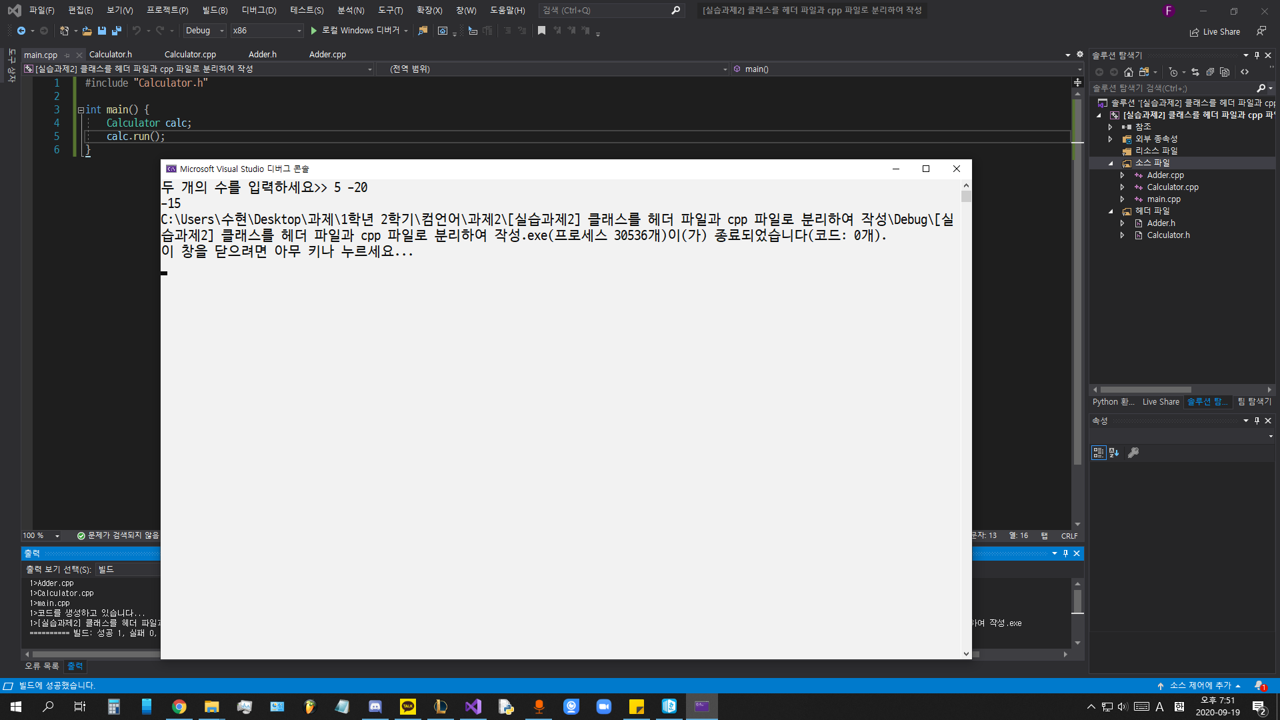 파일(F) 편집(E) 보기(V) 프로젝트(P) 빌드(B) 디버그(D) 테스트(S) 분석(N) 도구(T) 확장(X) 창(W) 도움말(H) 검색 (Ctrl+Q) [실습과제2] 클래스를 헤더 파일과 cpp 파일로 분리하여 작성 F
Debug x86 로컬 Windows 디버거 Live Share
main.cpp Calculator.h Calculator.cpp Adder.h Adder.cpp
[실습과제2] 클래스를 헤더 파일과 cpp 파일로 분리하여 작성 (전역 범위) main()
1 #include "Calculator.h"
2
3 int main() {
4 Calculator calc;
5 calc.run();
6 }
Microsoft Visual Studio 디버그 콘솔
두 개의 수를 입력하세요>> 5 -20
-15
C:\Users\수현\Desktop\과제\1학년 2학기\컴언어\과제2\[실습과제2] 클래스를 헤더 파일과 cpp 파일로 분리하여 작성\Debug\[실
습과제2] 클래스를 헤더 파일과 cpp 파일로 분리하여 작성.exe(프로세스 30536개)이(가) 종료되었습니다(코드: 0개).
이 창을 닫으려면 아무 키나 누르세요...
솔루션 탐색기
솔루션 탐색기 검색(Ctrl+;)
솔루션 '[실습과제2] 클래스를 헤더 파일과 cpp
[실습과제2] 클래스를 헤더 파일과 cpp 파
참조
외부 종속성
리소스 파일
소스 파일
Adder.cpp
Calculator.cpp
main.cpp
헤더 파일
Adder.h
Calculator.h
Python 환... Live Share 솔루션 탐... 팀 탐색기
속성
100 % 문제가 검색되지 않음 문자: 13 열: 16 탭 CRLF
출력
출력 보기 선택(S): 빌드
1>Adder.cpp
1>Calculator.cpp
1>main.cpp
1>코드를 생성하고 있습니다...
1>[실습과제2] 클래스를 헤더 파일과 하여 작성.exe
========== 빌드: 성공 1, 실패 0,
오류 목록 출력
빌드에 성공했습니다. 소스 제어에 추가 1
A 오후 7:51
2020-09-19 2